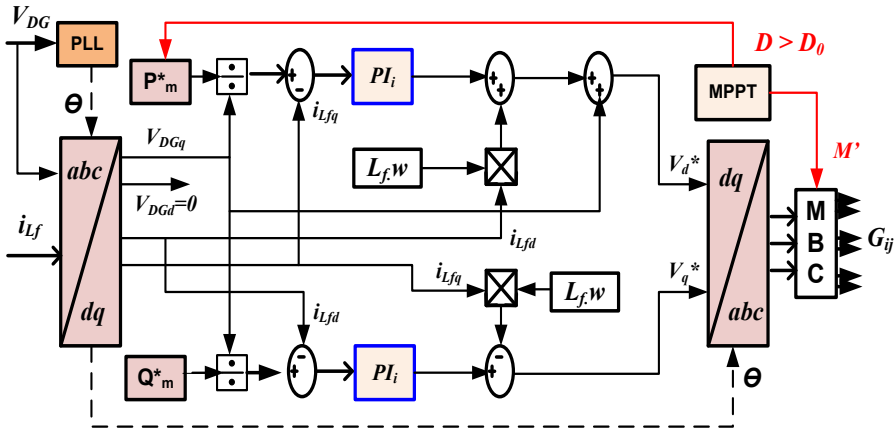 V_DG
PLL
P*_m
÷
+
-
PI_i
+
+
+
+
D > D_0
MPPT
Θ
i_Lfq
V_DGq
abc
V_DGd=0
L_f.w
M'
V_d*
dq
i_Lf
M
B
C
G_ij
i_Lfd
i_Lfq
V_q*
L_f.w
dq
i_Lfd
abc
Q*_m
÷
+
-
PI_i
+
-
Θ